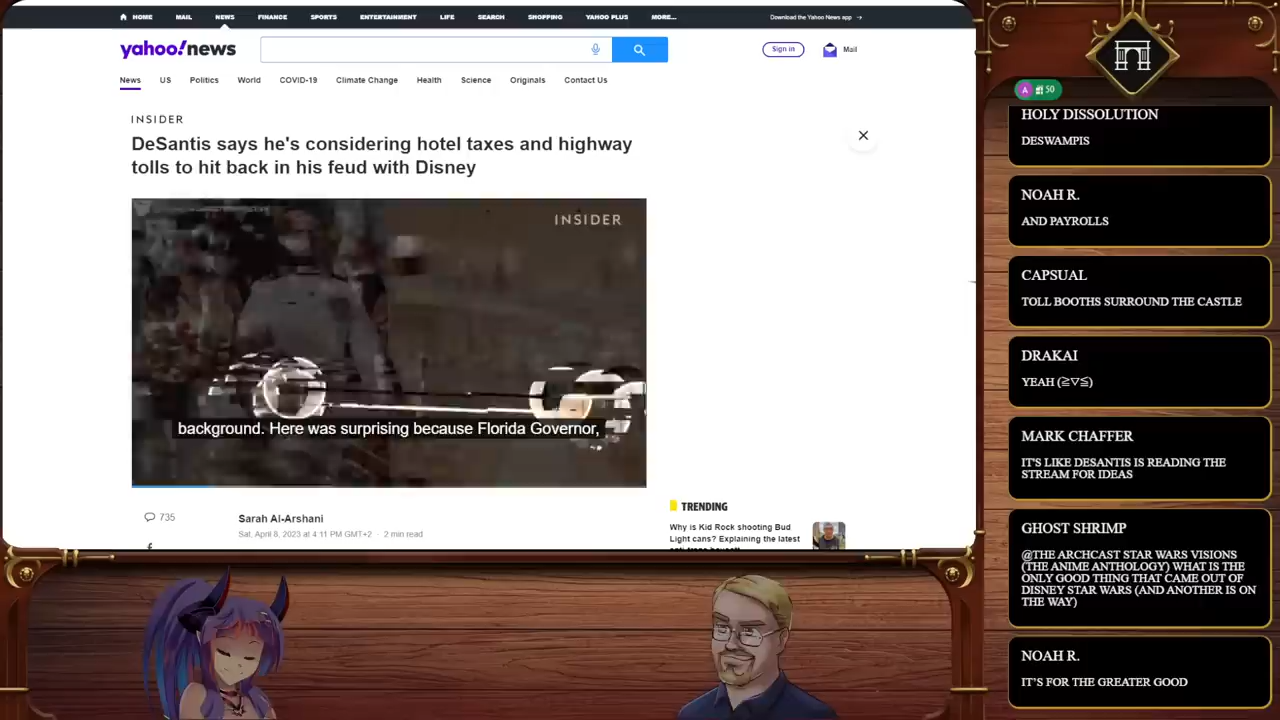 HOME MAIL NEWS FINANCE SPORTS ENTERTAINMENT LIFE SEARCH SHOPPING YAHOO PLUS MORE... Download the Yahoo News app →
yahoo!news
Sign in Mail
News US Politics World COVID-19 Climate Change Health Science Originals Contact Us
INSIDER
DeSantis says he's considering hotel taxes and highway
tolls to hit back in his feud with Disney
INSIDER
background. Here was surprising because Florida Governor,
735
Sarah Al-Arshani
Sat, April 8, 2023 at 4:11 PM GMT+2 · 2 min read
TRENDING
Why is Kid Rock shooting Bud
Light cans? Explaining the latest
A 50
HOLY DISSOLUTION
DESWAMPIS
NOAH R.
AND PAYROLLS
CAPSUAL
TOLL BOOTHS SURROUND THE CASTLE
DRAKAI
YEAH (≧▽≦)
MARK CHAFFER
IT'S LIKE DESANTIS IS READING THE
STREAM FOR IDEAS
GHOST SHRIMP
@THE ARCHCAST STAR WARS VISIONS
(THE ANIME ANTHOLOGY) WHAT IS THE
ONLY GOOD THING THAT CAME OUT OF
DISNEY STAR WARS (AND ANOTHER IS ON
THE WAY)
NOAH R.
IT'S FOR THE GREATER GOOD